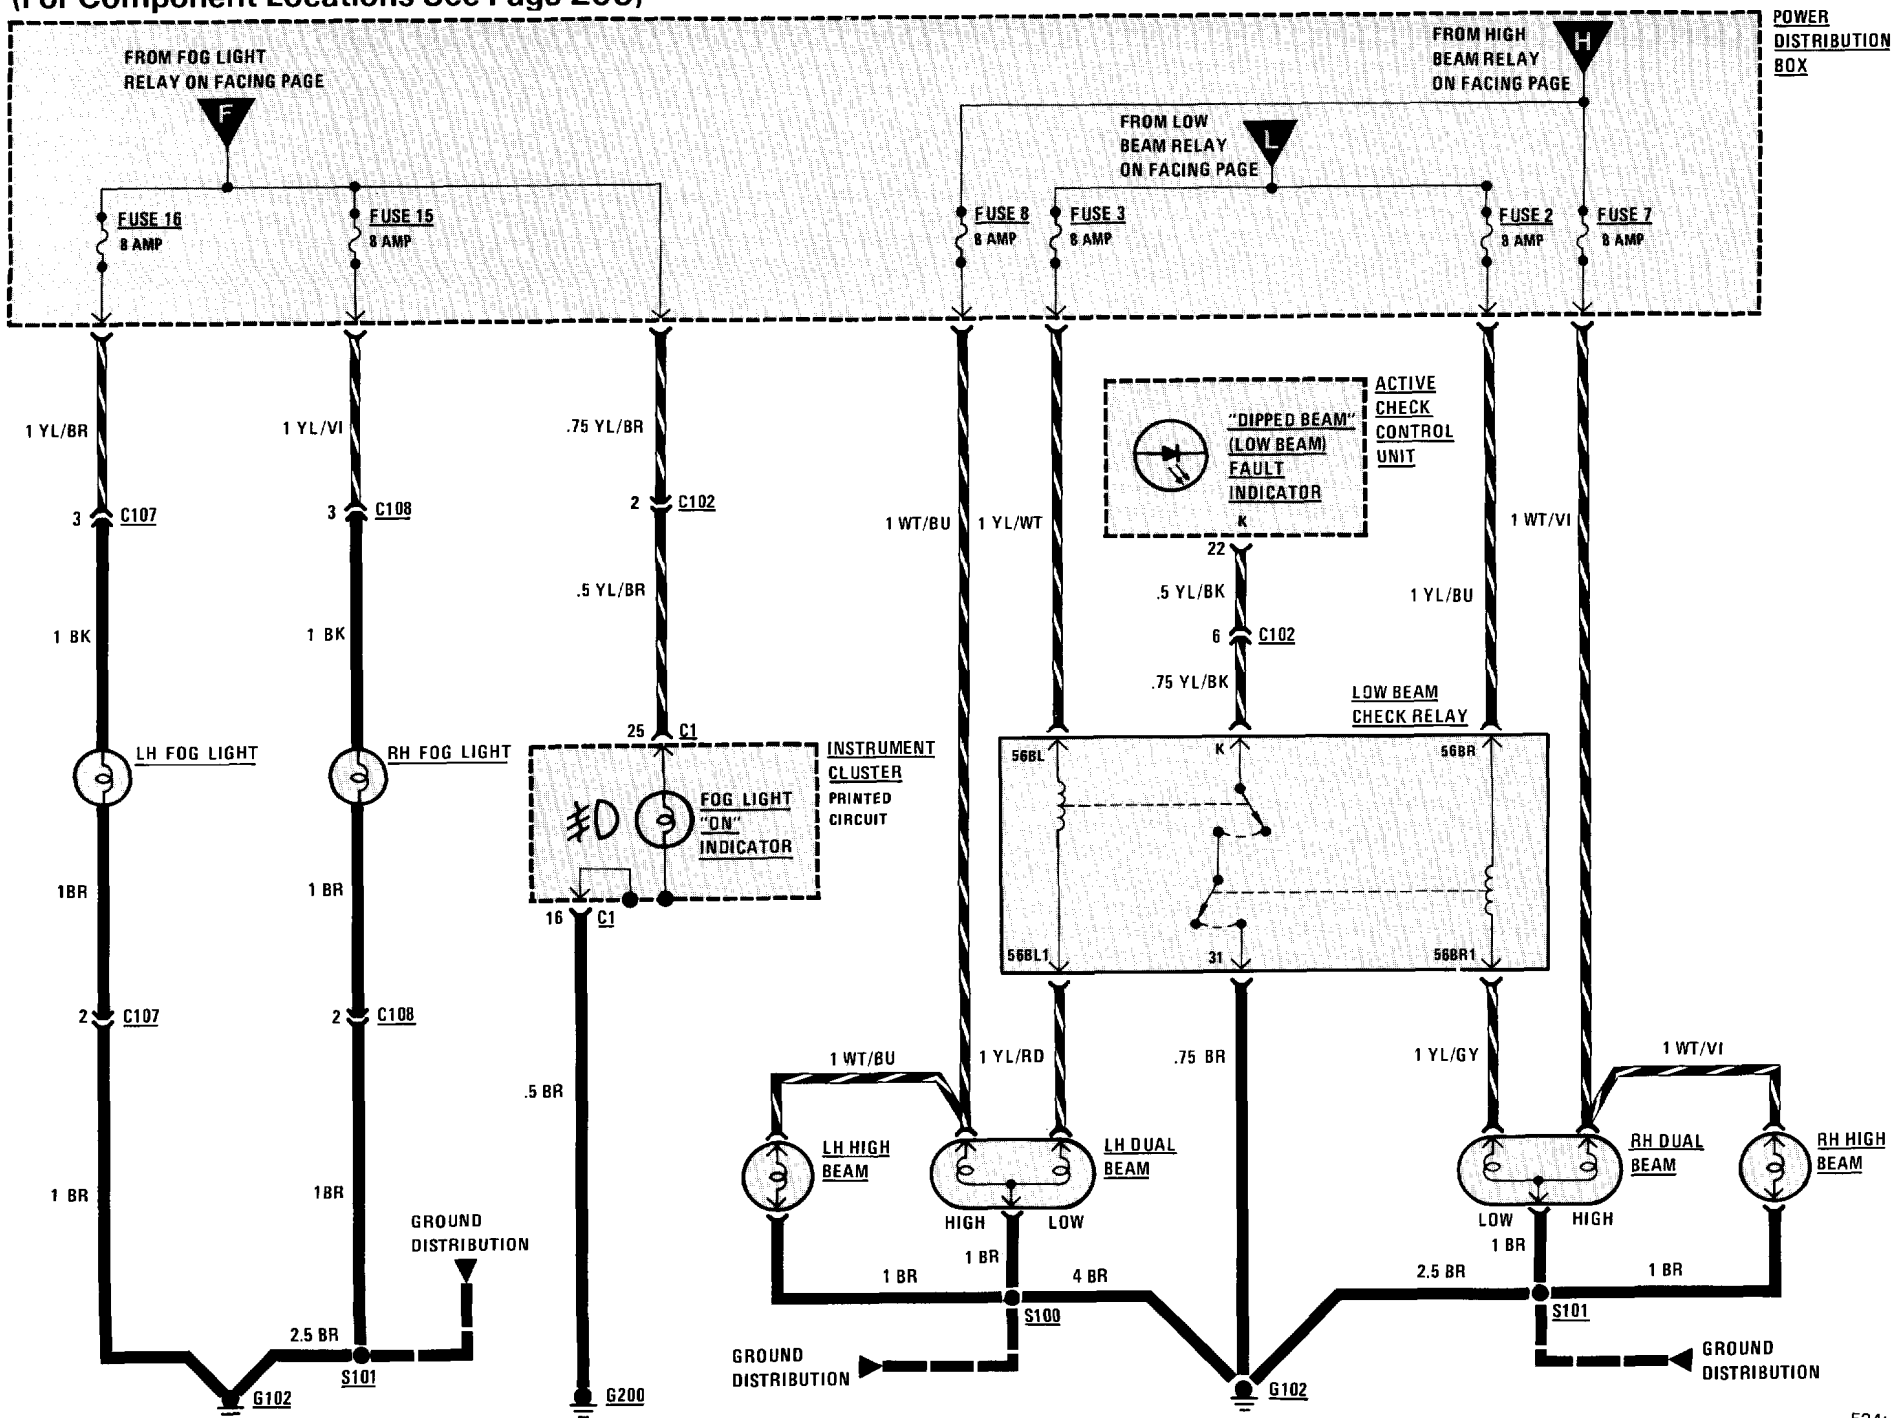 (For Component Locations See Page 200)
POWER
DISTRIBUTION
BOX
FROM FOG LIGHT
RELAY ON FACING PAGE
F
FROM HIGH
BEAM RELAY
ON FACING PAGE
H
FROM LOW
BEAM RELAY
ON FACING PAGE
L
FUSE 16
8 AMP
FUSE 15
8 AMP
FUSE 8
8 AMP
FUSE 3
8 AMP
FUSE 2
8 AMP
FUSE 7
8 AMP
1 YL/BR
1 YL/VI
.75 YL/BR
ACTIVE
CHECK
CONTROL
UNIT
"DIPPED BEAM"
(LOW BEAM)
FAULT
INDICATOR
K
3 C107
3 C108
2 C102
1 WT/BU
1 YL/WT
1 WT/VI
22
.5 YL/BR
.5 YL/BK
1 YL/BU
1 BK
1 BK
6 C102
.75 YL/BK
LOW BEAM
CHECK RELAY
25 C1
LH FOG LIGHT
RH FOG LIGHT
INSTRUMENT
CLUSTER
PRINTED
CIRCUIT
56BL
K
56BR
FOG LIGHT
"ON"
INDICATOR
1BR
1 BR
16 C1
56BL1
31
56BR1
2 C107
2 C108
1 WT/BU
1 YL/RD
.75 BR
1 YL/GY
1 WT/VI
.5 BR
LH HIGH
BEAM
LH DUAL
BEAM
RH DUAL
BEAM
RH HIGH
BEAM
1 BR
1BR
GROUND
DISTRIBUTION
HIGH
LOW
LOW
HIGH
1 BR
1 BR
1 BR
4 BR
2.5 BR
1 BR
S100
S101
2.5 BR
S101
GROUND
DISTRIBUTION
GROUND
DISTRIBUTION
G102
G200
G102